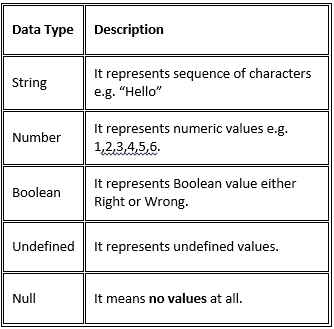 Data Type Description
String It represents sequence of characters
e.g. “Hello”
Number It represents numeric values e.g.
1,2,3,4,5,6.
Boolean It represents Boolean value either
Right or Wrong.
Undefined It represents undefined values.
Null It means no values at all.